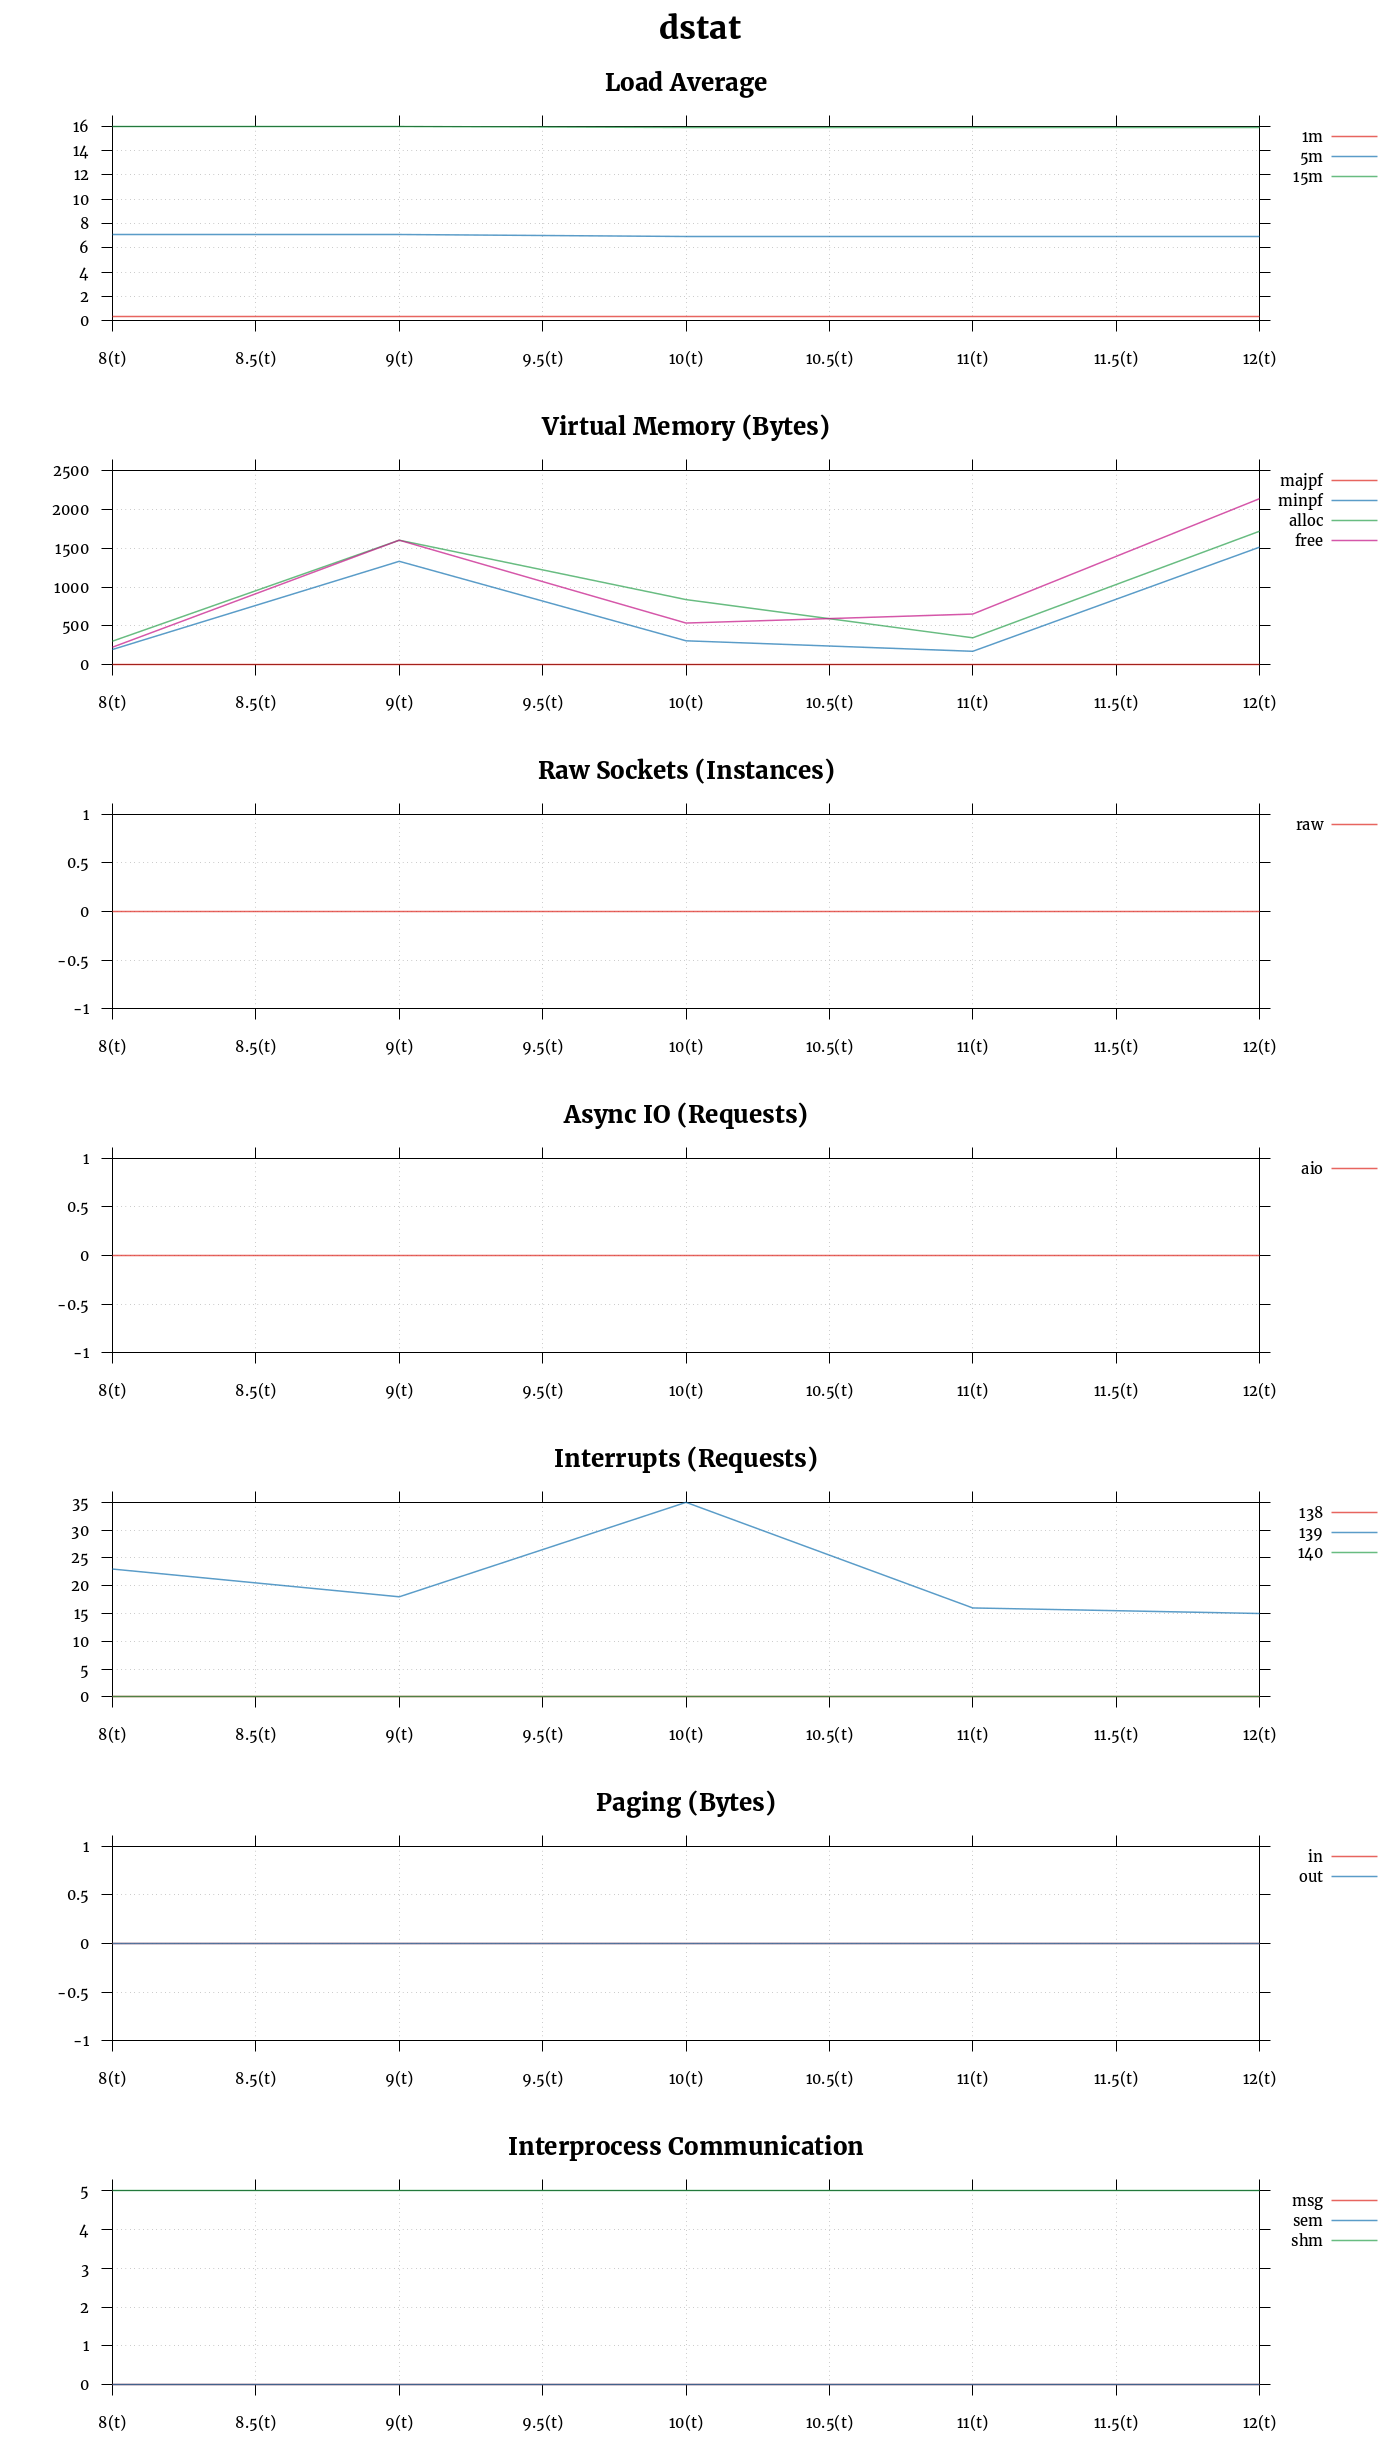 dstat
Load Average
16
14
12
10
8
6
4
2
0
8(t) 8.5(t) 9(t) 9.5(t) 10(t) 10.5(t) 11(t) 11.5(t) 12(t)
1m
5m
15m
Virtual Memory (Bytes)
2500
2000
1500
1000
500
0
8(t) 8.5(t) 9(t) 9.5(t) 10(t) 10.5(t) 11(t) 11.5(t) 12(t)
majpf
minpf
alloc
free
Raw Sockets (Instances)
1
0.5
0
-0.5
-1
8(t) 8.5(t) 9(t) 9.5(t) 10(t) 10.5(t) 11(t) 11.5(t) 12(t)
raw
Async IO (Requests)
1
0.5
0
-0.5
-1
8(t) 8.5(t) 9(t) 9.5(t) 10(t) 10.5(t) 11(t) 11.5(t) 12(t)
aio
Interrupts (Requests)
35
30
25
20
15
10
5
0
8(t) 8.5(t) 9(t) 9.5(t) 10(t) 10.5(t) 11(t) 11.5(t) 12(t)
138
139
140
Paging (Bytes)
1
0.5
0
-0.5
-1
8(t) 8.5(t) 9(t) 9.5(t) 10(t) 10.5(t) 11(t) 11.5(t) 12(t)
in
out
Interprocess Communication
5
4
3
2
1
0
8(t) 8.5(t) 9(t) 9.5(t) 10(t) 10.5(t) 11(t) 11.5(t) 12(t)
msg
sem
shm